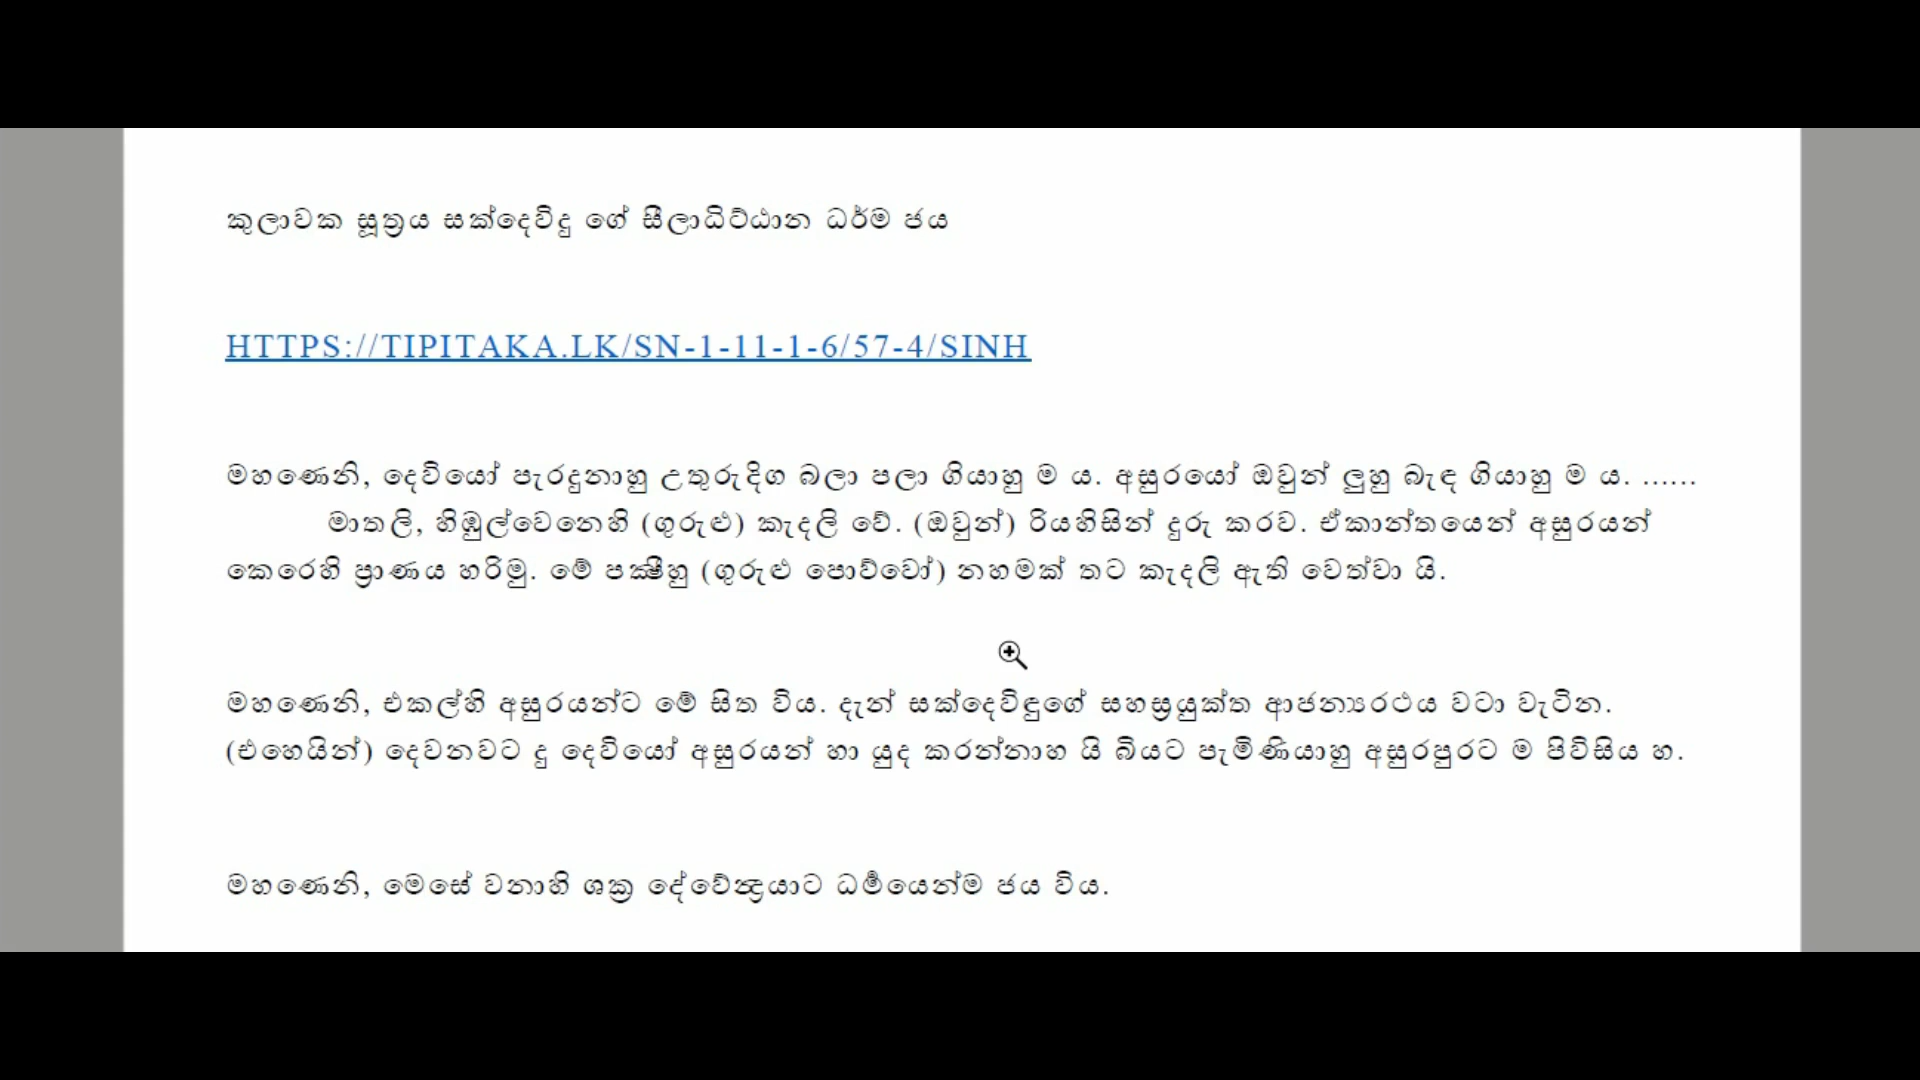 කුලාවක සූත්‍රය සක්දෙවිදු ගේ සීලාධිට්ඨාන ධර්ම ජය
HTTPS://TIPITAKA.LK/SN-1-11-1-6/57-4/SINH
මහණෙනි, දෙවියෝ පැරදුනාහු උතුරුදිග බලා පලා ගියාහු ම ය. අසුරයෝ ඔවුන් ලුහු බැඳ ගියාහු ම ය. ......
මාතලි, හිඹුල්වෙනෙහි (ගුරුළු) කැදලි වේ. (ඔවුන්) රියහිසින් දුරු කරව. ඒකාන්තයෙන් අසුරයන්
කෙරෙහි ප්‍රාණය හරිමු. මේ පක්‍ෂීහු (ගුරුළු පොව්වෝ) නහමක් තට කැදලි ඇති වෙත්වා යි.
මහණෙනි, එකල්හි අසුරයන්ට මේ සිත විය. දැන් සක්දෙවිඳුගේ සහස්‍රයුක්ත ආජන්‍යරථය වටා වැටින.
(එහෙයින්) දෙවනවට දු දෙවියෝ අසුරයන් හා යුද කරන්නාහ යි බියට පැමිණියාහු අසුරපුරට ම පිවිසිය හ.
මහණෙනි, මෙසේ වනාහි ශක්‍ර දේවේන්‍ද්‍රයාට ධර්‍මයෙන්ම ජය විය.